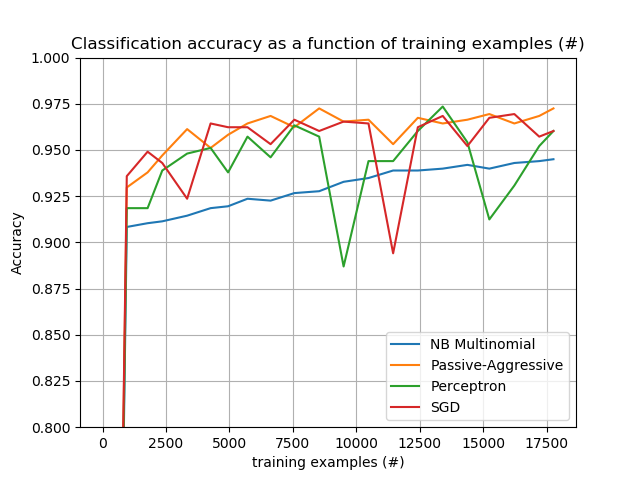 Classification accuracy as a function of training examples (#)
1.000
0.975
0.950
0.925
0.900
0.875
0.850
0.825
0.800
Accuracy
NB Multinomial
Passive-Aggressive
Perceptron
SGD
0 2500 5000 7500 10000 12500 15000 17500
training examples (#)